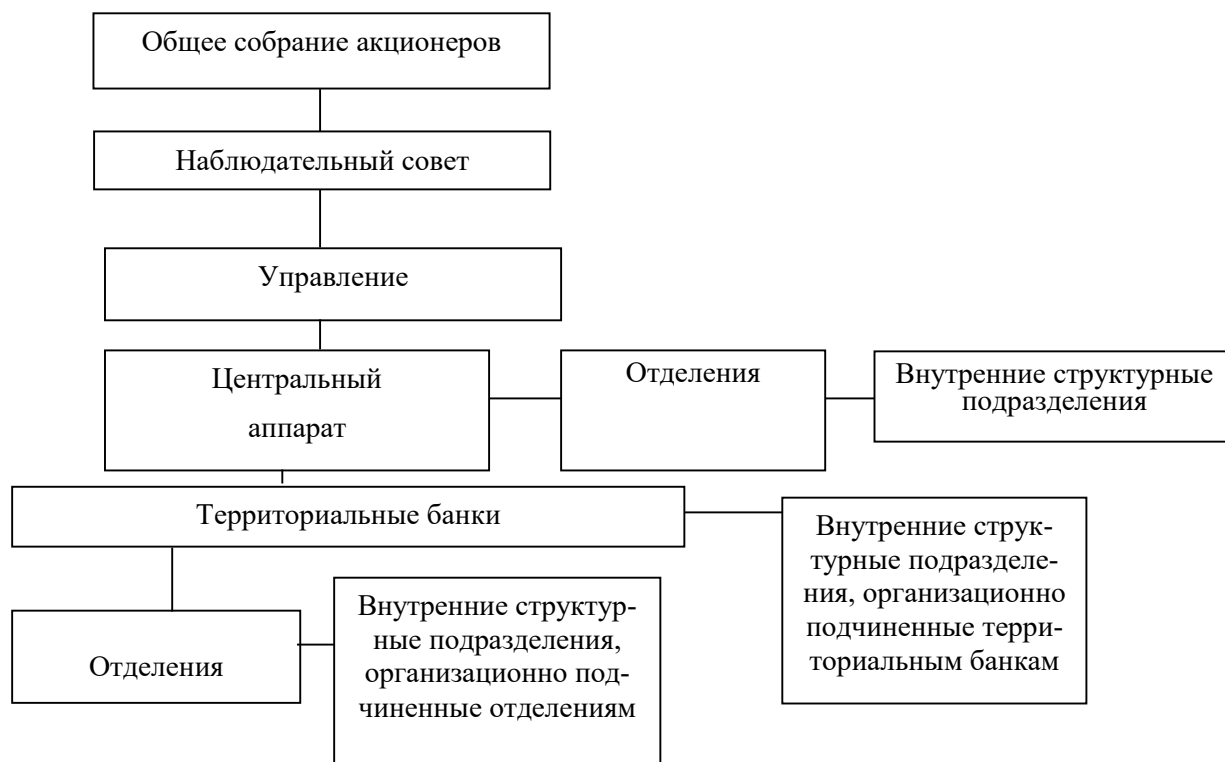 Общее собрание акционеров
Наблюдательный совет
Управление
Центральный
аппарат
Отделения
Внутренние структурные
подразделения
Территориальные банки
Внутренние струк-
турные подразделе-
ния, организационно
подчиненные терри-
ториальным банкам
Отделения
Внутренние структур-
ные подразделения,
организационно под-
чиненные отделениям